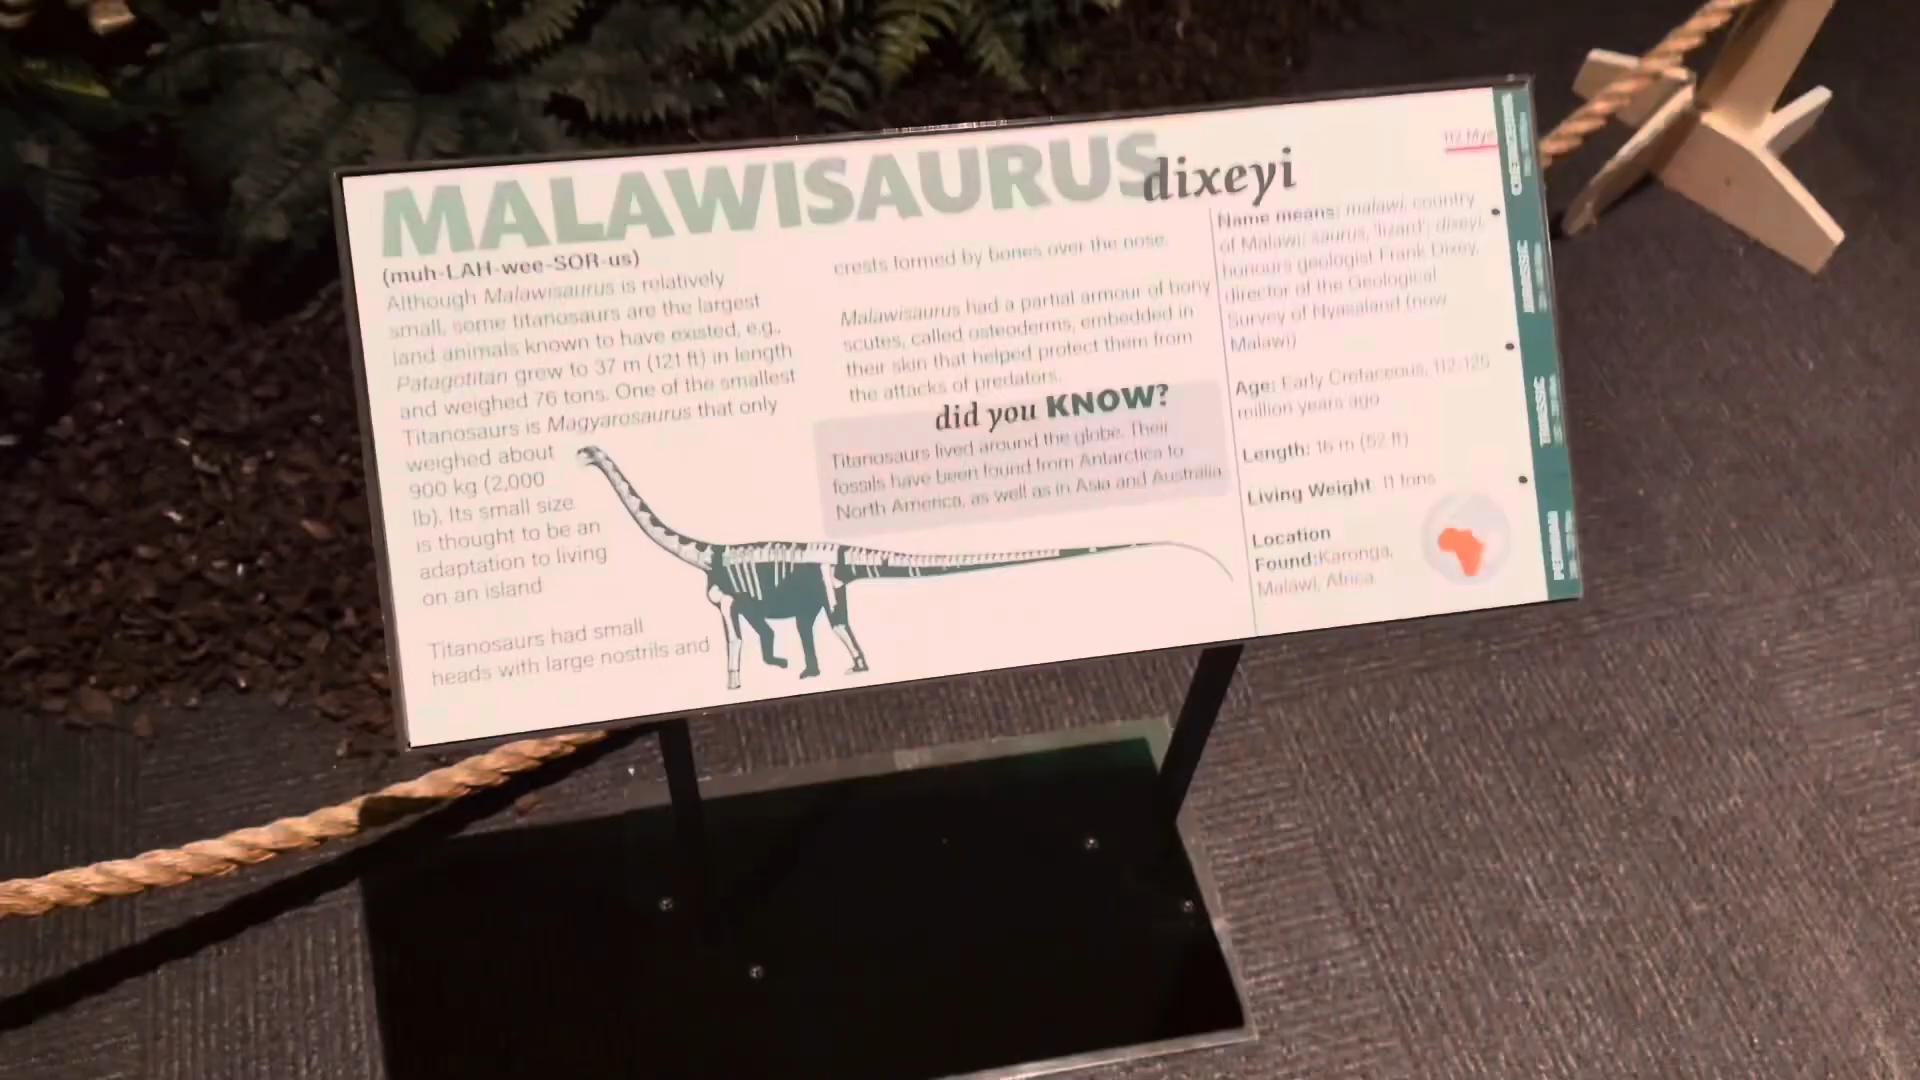 MALAWISAURUS dixeyi
(muh-LAH-wee-SOR-us)
Although Malawisaurus is relatively
small, some titanosaurs are the largest
land animals known to have existed, e.g.,
Patagotitan grew to 37 m (121 ft) in length
and weighed 76 tons. One of the smallest
Titanosaurs is Magyarosaurus that only
weighed about
900 kg (2,000
lb). Its small size
is thought to be an
adaptation to living
on an island
Titanosaurs had small
heads with large nostrils and
crests formed by bones over the nose.
Malawisaurus had a partial armour of bony
scutes, called osteoderms, embedded in
their skin that helped protect them from
the attacks of predators.
did you KNOW?
Titanosaurs lived around the globe. Their
fossils have been found from Antarctica to
North America, as well as in Asia and Australia.
Name means: malawi, country
of Malawi; saurus, 'lizard'; dixeyi,
honours geologist Frank Dixey,
director of the Geological
Survey of Nyasaland (now
Malawi)
Age: Early Cretaceous, 112-125
million years ago
Length: 16 m (52 ft)
Living Weight: 11 tons
Location
Found:Karonga,
Malawi, Africa
112 Mya
CRETACEOUS
JURASSIC
TRIASSIC
PERMIAN